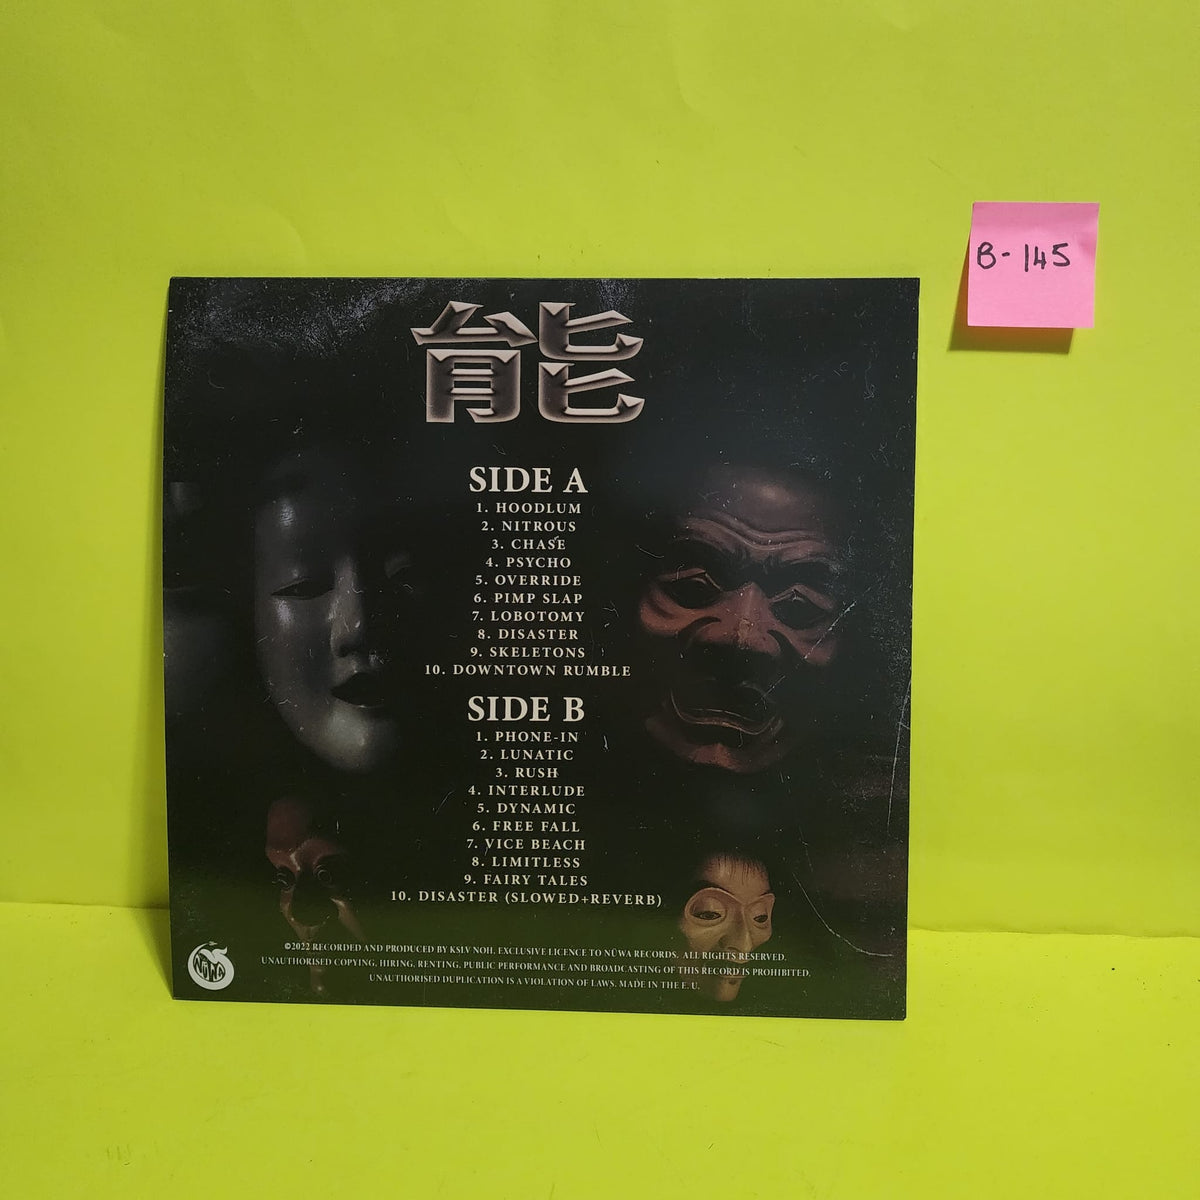 能
B-145
SIDE A
1. HOODLUM
2. NITROUS
3. CHASE
4. PSYCHO
5. OVERRIDE
6. PIMP SLAP
7. LOBOTOMY
8. DISASTER
9. SKELETONS
10. DOWNTOWN RUMBLE
SIDE B
1. PHONE-IN
2. LUNATIC
3. RUSH
4. INTERLUDE
5. DYNAMIC
6. FREE FALL
7. VICE BEACH
8. LIMITLESS
9. FAIRY TALES
10. DISASTER (SLOWED+REVERB)
©2022 RECORDED AND PRODUCED BY KSLV NOH. EXCLUSIVE LICENCE TO NŪWA RECORDS. ALL RIGHTS RESERVED.
UNAUTHORISED COPYING, HIRING, RENTING, PUBLIC PERFORMANCE AND BROADCASTING OF THIS RECORD IS PROHIBITED.
UNAUTHORISED DUPLICATION IS A VIOLATION OF LAWS. MADE IN THE E. U.
NŪWA